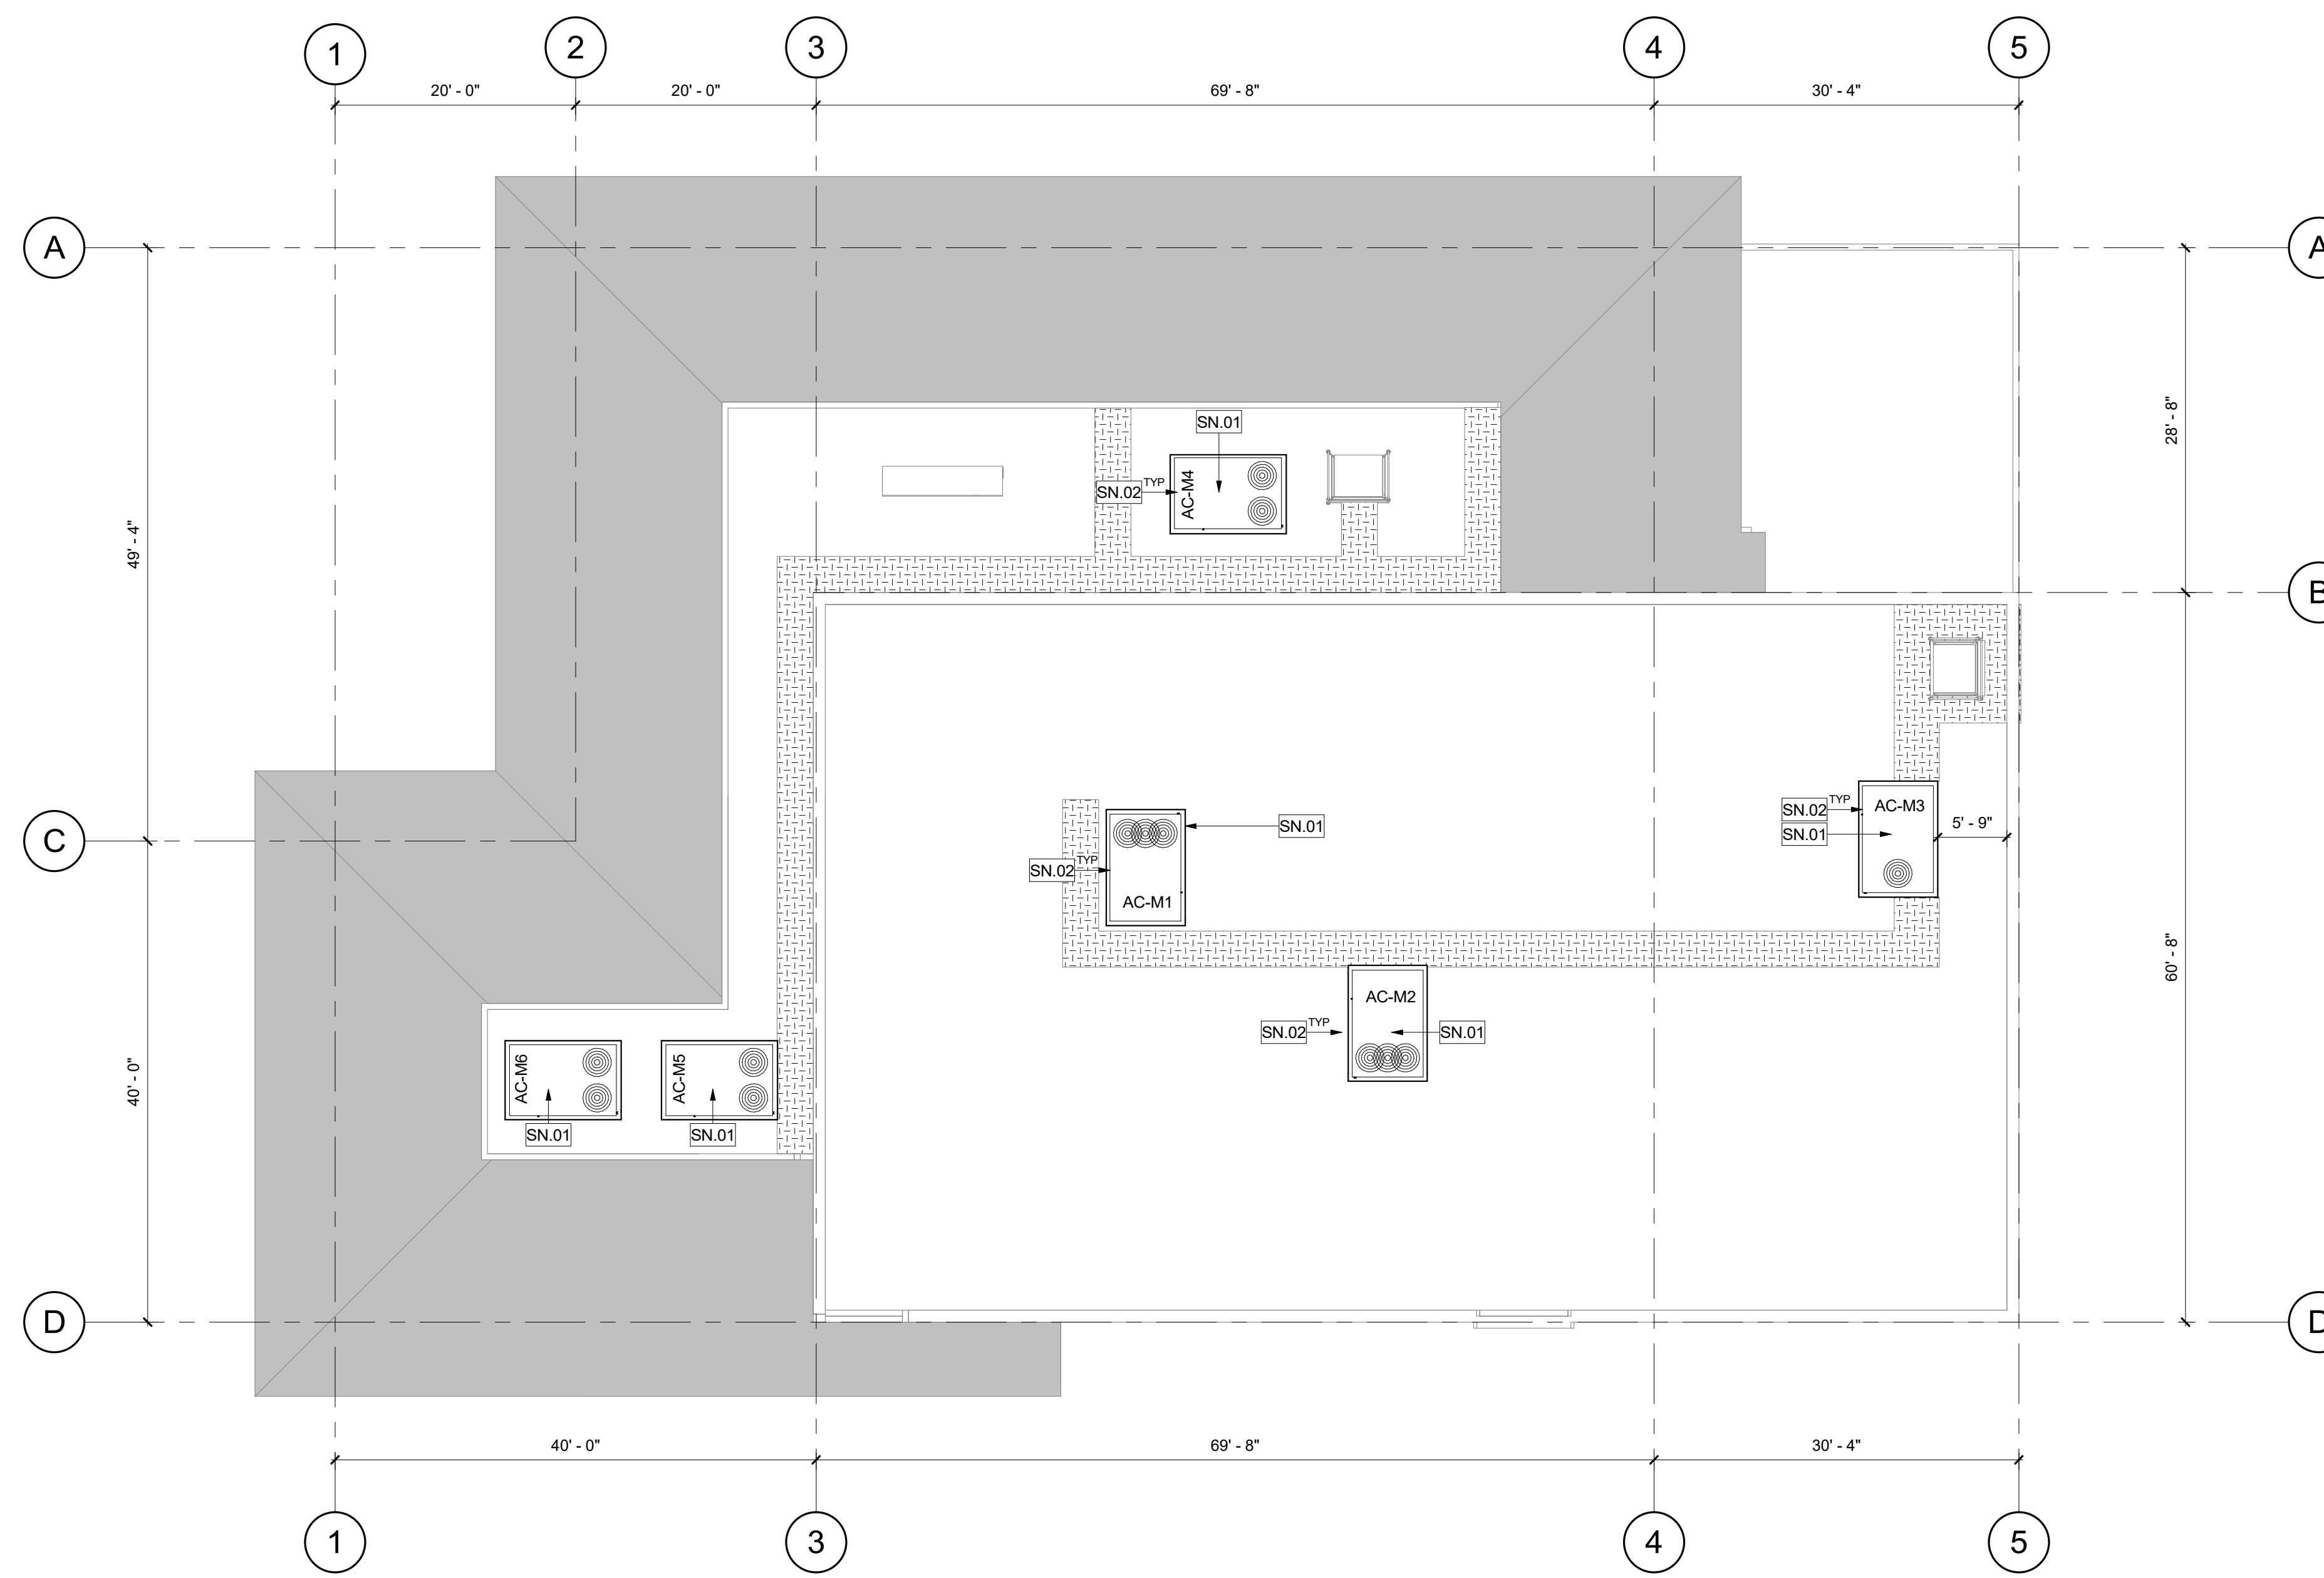 1
2
3
4
5
20' - 0"
20' - 0"
69' - 8"
30' - 4"
A
A
28' - 8"
49' - 4"
SN.01
SN.02
TYP
AC-M4
B
SN.02
TYP
AC-M3
SN.01
5' - 9"
SN.01
C
SN.02
TYP
AC-M1
60' - 8"
AC-M2
SN.02
TYP
SN.01
40' - 0"
AC-M6
AC-M5
SN.01
SN.01
D
D
40' - 0"
69' - 8"
30' - 4"
1
3
4
5